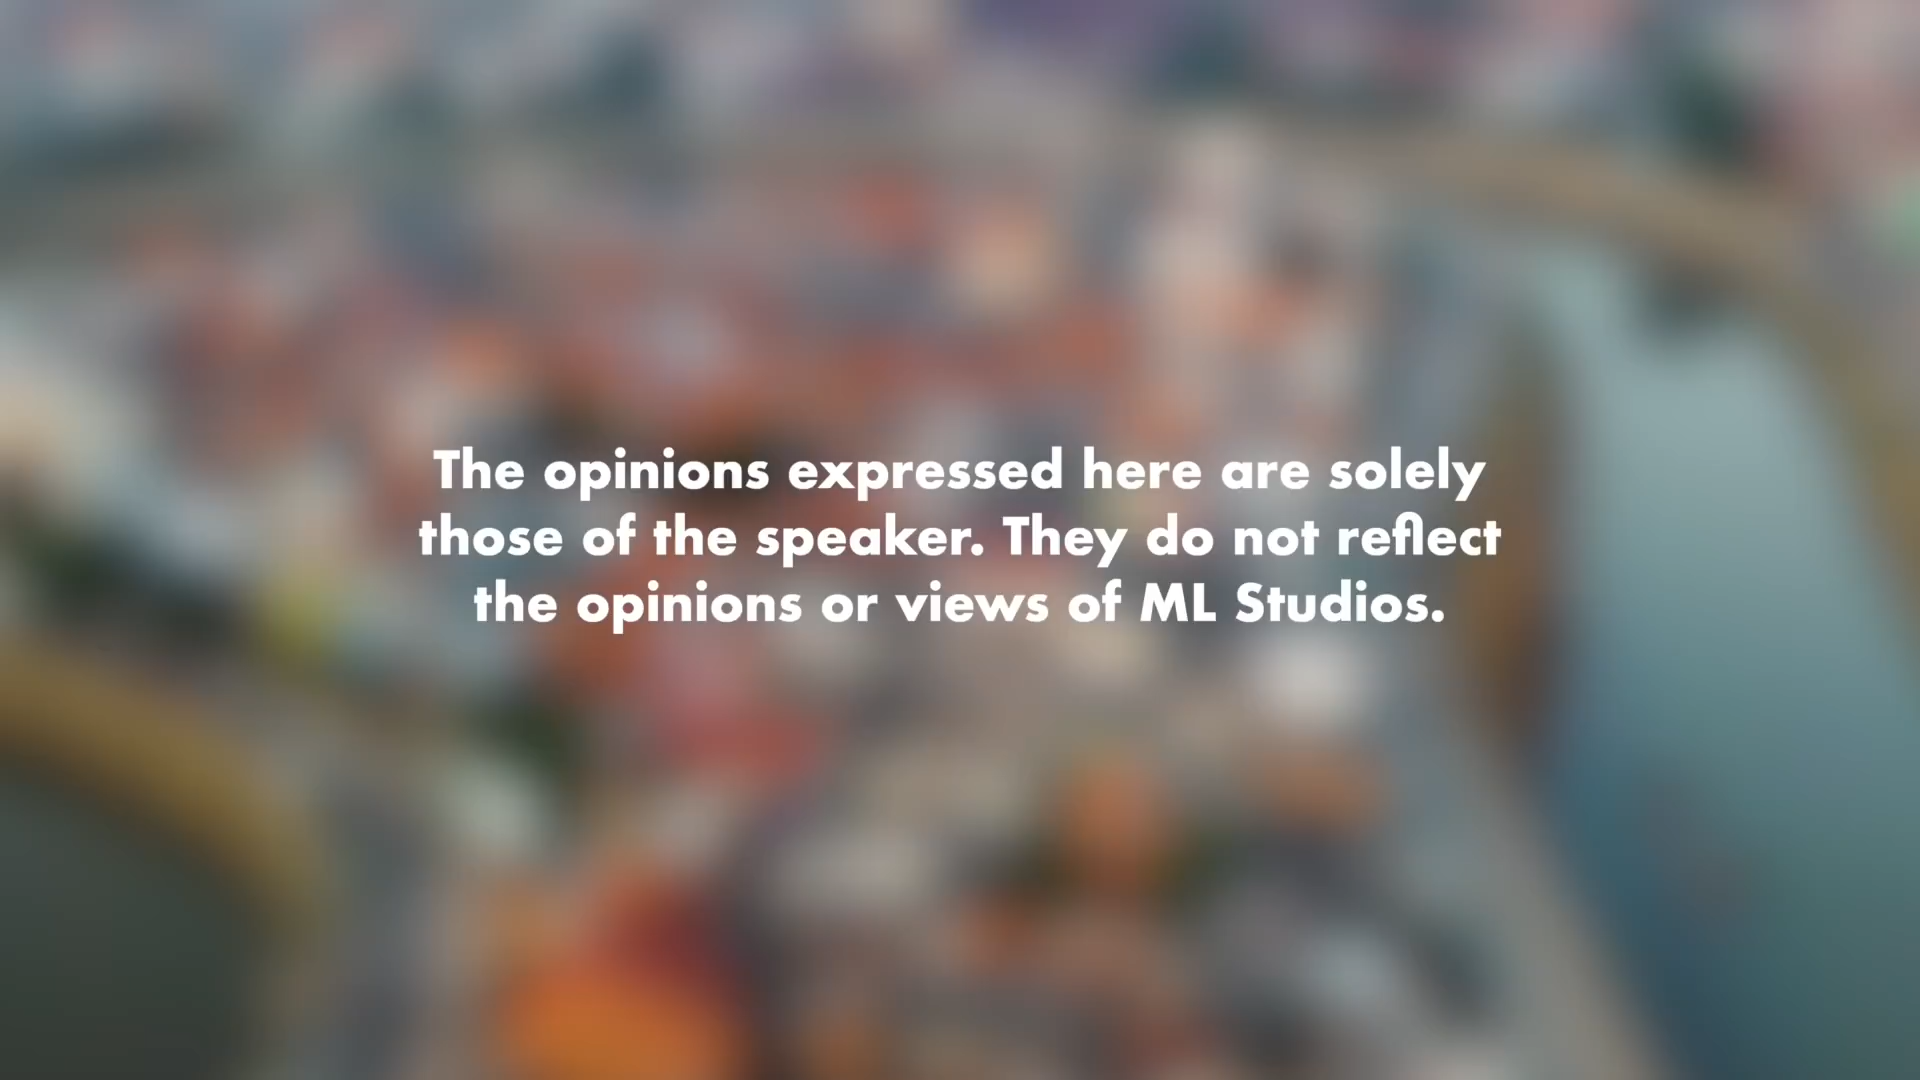 The opinions expressed here are solely
those of the speaker. They do not reflect
the opinions or views of ML Studios.